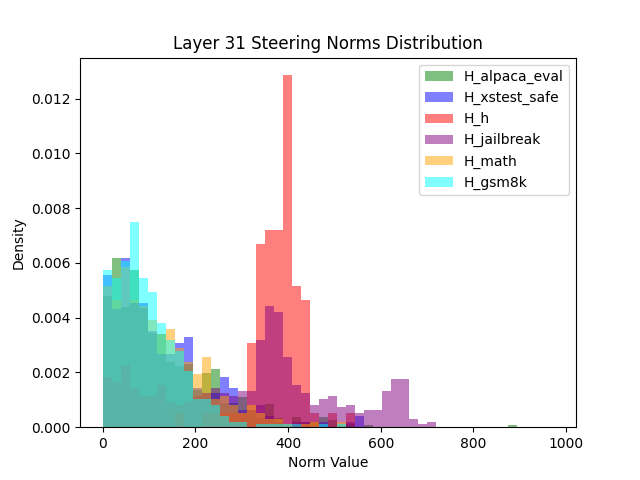 Layer 31 Steering Norms Distribution
H_alpaca_eval
H_xstest_safe
H_h
H_jailbreak
H_math
H_gsm8k
Density
0.012
0.010
0.008
0.006
0.004
0.002
0.000
0
200
400
600
800
1000
Norm Value